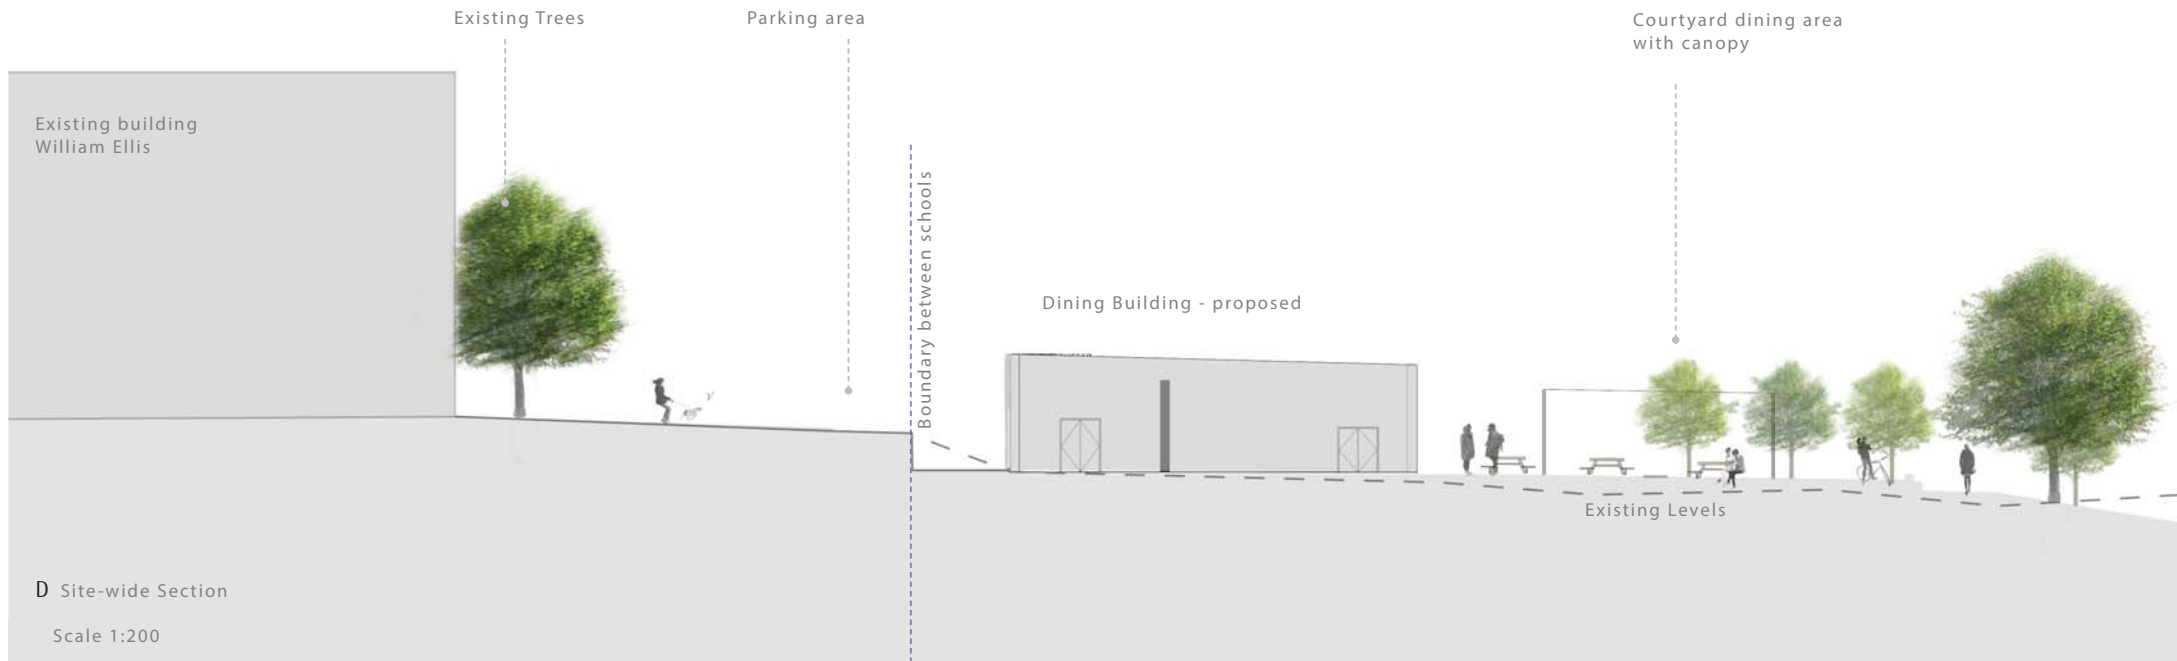 Existing Trees
Parking area
Courtyard dining area
with canopy
Existing building
William Ellis
Boundary between schools
Dining Building - proposed
Existing Levels
D Site-wide Section
Scale 1:200